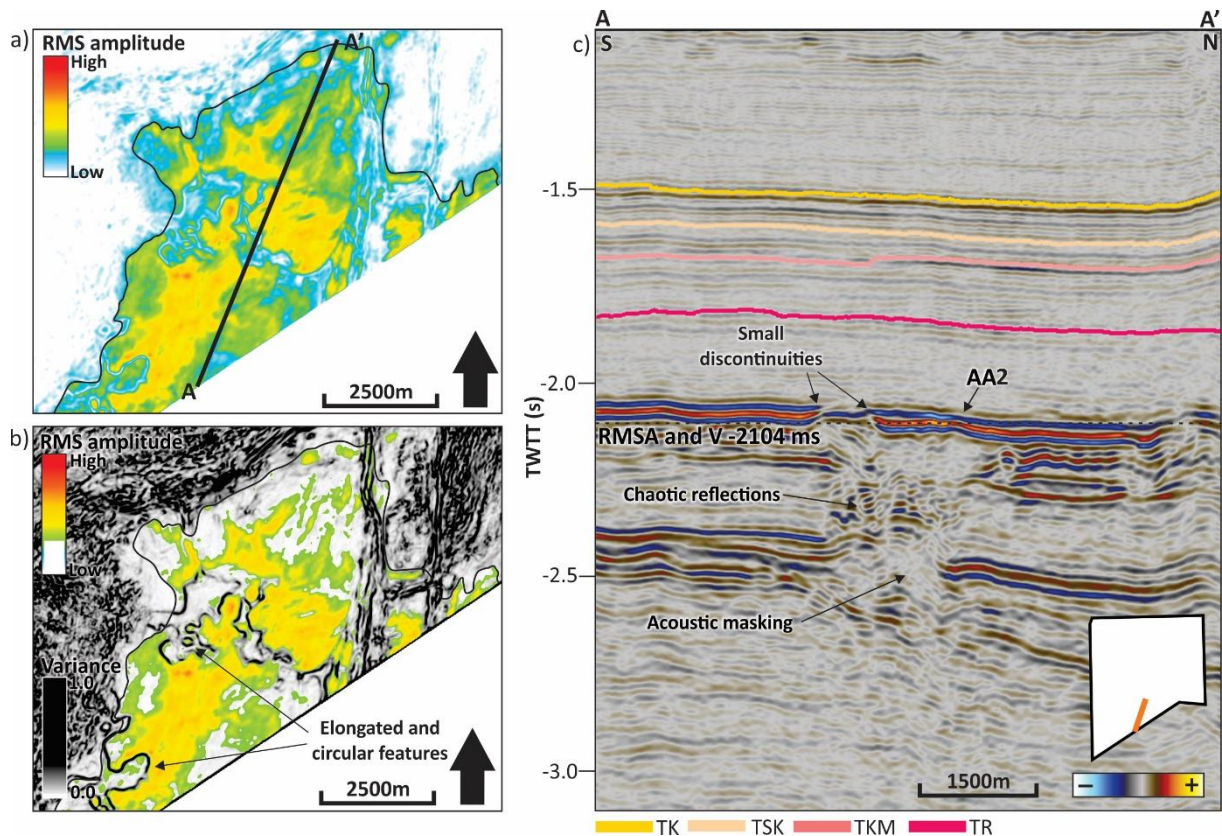 a)
RMS amplitude
High
Low
A'
A
2500m
b)
RMS amplitude
High
Low
Variance
1.0
0.0
Elongated and
circular features
2500m
c)
A
A'
S
N
TWTT (s)
-1.5
-2.0
-2.5
-3.0
Small
discontinuities
AA2
RMSA and V -2104 ms
Chaotic reflections
Acoustic masking
1500m
− +
TK TSK TKM TR